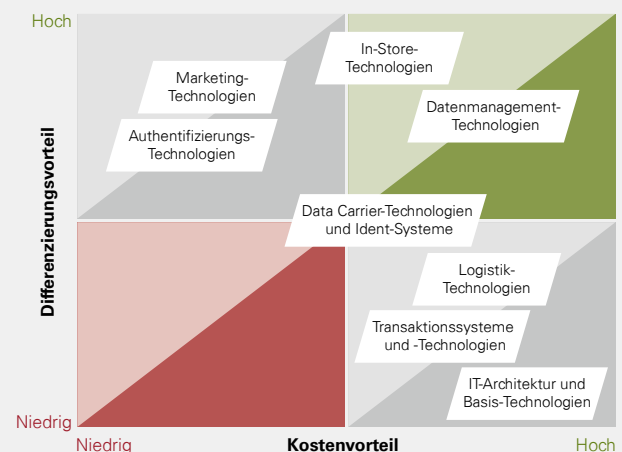 Hoch
In-Store-
Technologien
Marketing-
Technologien
Datenmanagement-
Technologien
Authentifizierungs-
Technologien
Differenzierungsvorteil
Data Carrier-Technologien
und Ident-Systeme
Logistik-
Technologien
Transaktionssysteme
und -Technologien
IT-Architektur und
Basis-Technologien
Niedrig
Niedrig
Kostenvorteil
Hoch